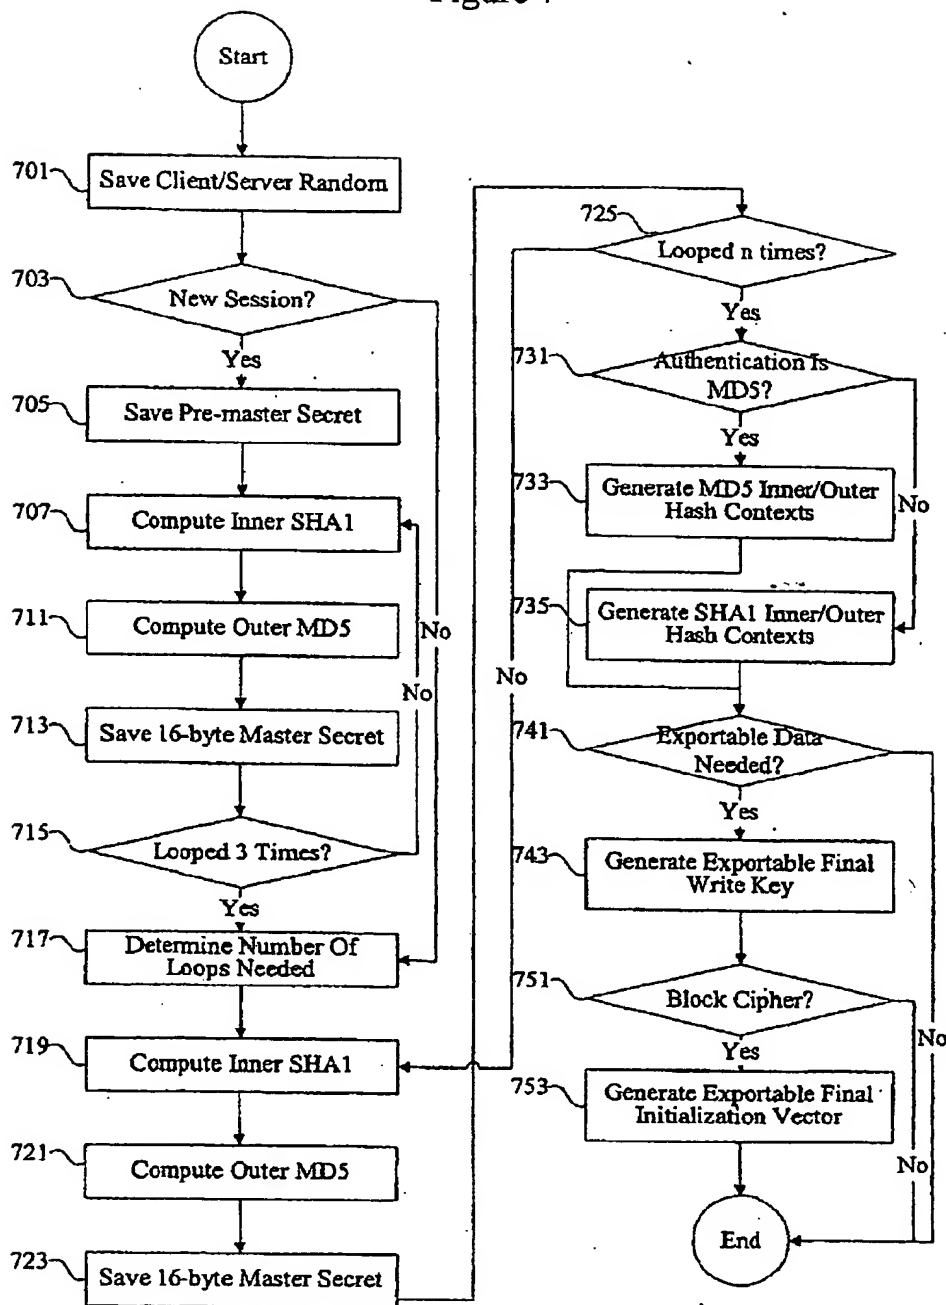 Start
701
Save Client/Server Random
703
New Session?
Yes
705
Save Pre-master Secret
707
Compute Inner SHA1
711
Compute Outer MD5
No
No
713
Save 16-byte Master Secret
715
Looped 3 Times?
Yes
717
Determine Number Of
Loops Needed
719
Compute Inner SHA1
721
Compute Outer MD5
723
Save 16-byte Master Secret
725
Looped n times?
Yes
No
731
Authentication Is
MD5?
Yes
No
733
Generate MD5 Inner/Outer
Hash Contexts
735
Generate SHA1 Inner/Outer
Hash Contexts
741
Exportable Data
Needed?
Yes
No
743
Generate Exportable Final
Write Key
751
Block Cipher?
Yes
No
753
Generate Exportable Final
Initialization Vector
End